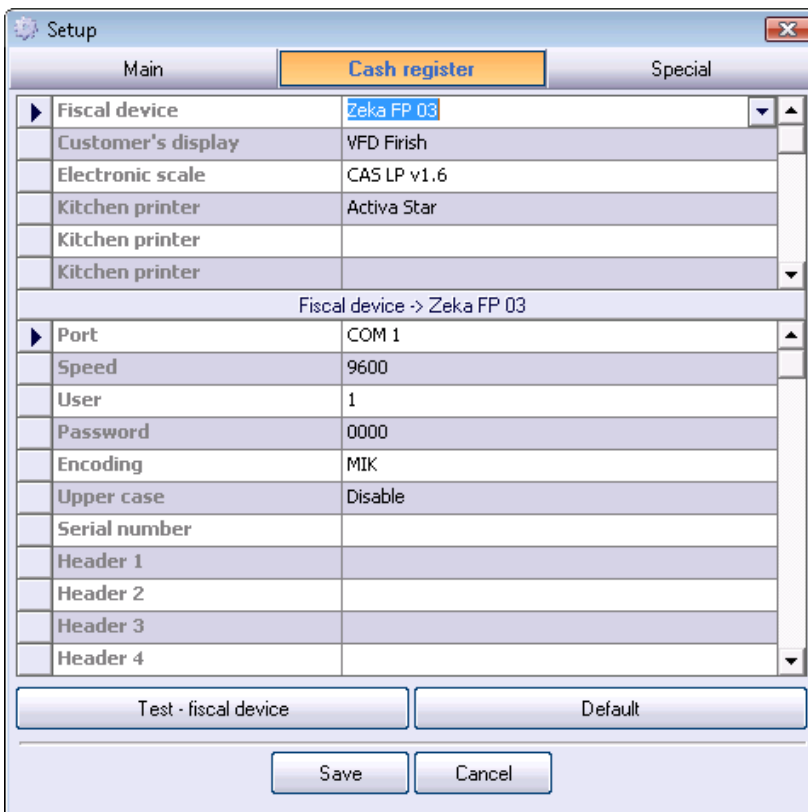 Setup
Main Cash register Special
Fiscal device Zeka FP 03
Customer's display VFD Firish
Electronic scale CAS LP v1.6
Kitchen printer Activa Star
Kitchen printer
Kitchen printer
Fiscal device -> Zeka FP 03
Port COM 1
Speed 9600
User 1
Password 0000
Encoding MIK
Upper case Disable
Serial number
Header 1
Header 2
Header 3
Header 4
Test - fiscal device Default
Save Cancel